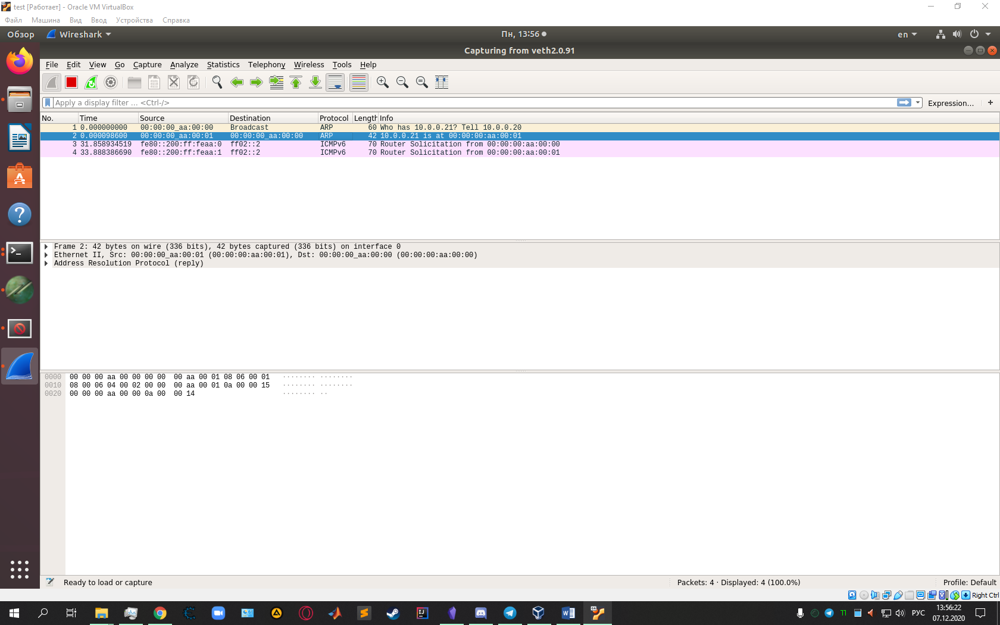 test [Работает] - Oracle VM VirtualBox
Файл Машина Вид Ввод Устройства Справка
Обзор Wireshark Пн, 13:56 en
Capturing from veth2.0.91
File Edit View Go Capture Analyze Statistics Telephony Wireless Tools Help
Apply a display filter ... <Ctrl-/> Expression... +
No. Time Source Destination Protocol Length Info
1 0.000000000 00:00:00_aa:00:00 Broadcast ARP 60 Who has 10.0.0.21? Tell 10.0.0.20
2 0.000098600 00:00:00_aa:00:01 00:00:00_aa:00:00 ARP 42 10.0.0.21 is at 00:00:00:aa:00:01
3 31.858934519 fe80::200:ff:feaa:0 ff02::2 ICMPv6 70 Router Solicitation from 00:00:00:aa:00:00
4 33.888386690 fe80::200:ff:feaa:1 ff02::2 ICMPv6 70 Router Solicitation from 00:00:00:aa:00:01
Frame 2: 42 bytes on wire (336 bits), 42 bytes captured (336 bits) on interface 0
Ethernet II, Src: 00:00:00_aa:00:01 (00:00:00:aa:00:01), Dst: 00:00:00_aa:00:00 (00:00:00:aa:00:00)
Address Resolution Protocol (reply)
0000 00 00 00 aa 00 00 00 00 00 aa 00 01 08 06 00 01 ········ ········
0010 08 00 06 04 00 02 00 00 00 aa 00 01 0a 00 00 15 ········ ········
0020 00 00 00 aa 00 00 0a 00 00 14 ········ ··
Ready to load or capture Packets: 4 · Displayed: 4 (100.0%) Profile: Default
Right Ctrl
РУС 13:56:22
07.12.2020